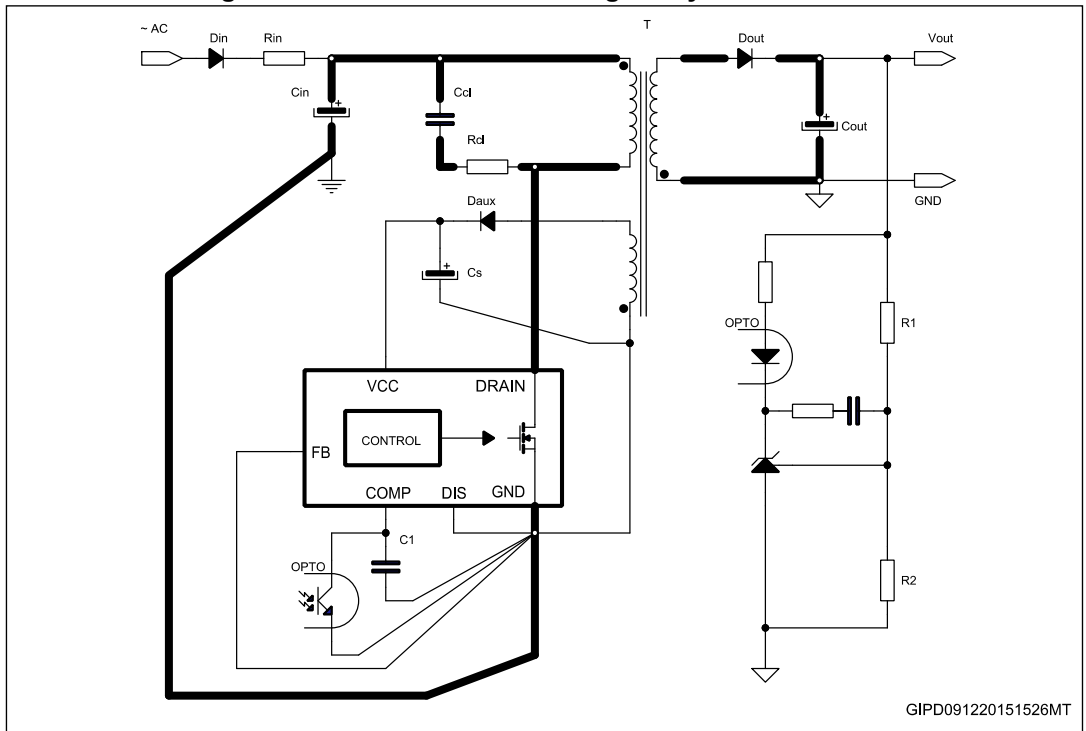 ~ AC
Din
Rin
T
Dout
Vout
Cin
+
Ccl
+
Cout
Rcl
GND
Daux
+
Cs
OPTO
R1
VCC
DRAIN
CONTROL
FB
COMP
DIS
GND
C1
OPTO
R2
GIPD091220151526MT